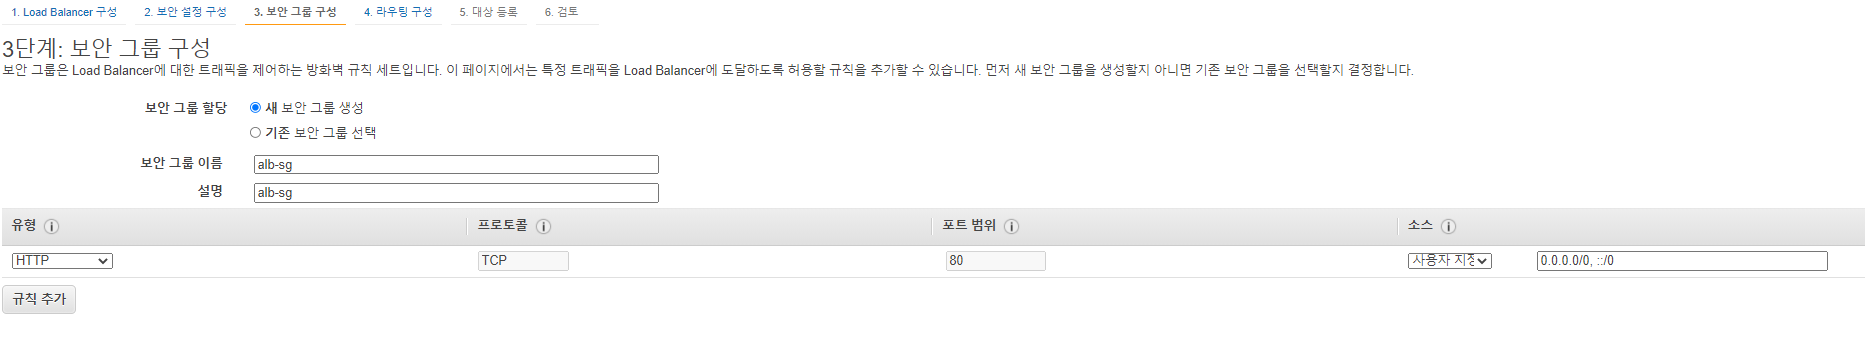 1. Load Balancer 구성 2. 보안 설정 구성 3. 보안 그룹 구성 4. 라우팅 구성 5. 대상 등록 6. 검토
3단계: 보안 그룹 구성
보안 그룹은 Load Balancer에 대한 트래픽을 제어하는 방화벽 규칙 세트입니다. 이 페이지에서는 특정 트래픽을 Load Balancer에 도달하도록 허용할 규칙을 추가할 수 있습니다. 먼저 새 보안 그룹을 생성할지 아니면 기존 보안 그룹을 선택할지 결정합니다.
보안 그룹 할당 새 보안 그룹 생성
기존 보안 그룹 선택
보안 그룹 이름 alb-sg
설명 alb-sg
유형 프로토콜 포트 범위 소스
HTTP TCP 80 사용자 지정 0.0.0.0/0, ::/0
규칙 추가